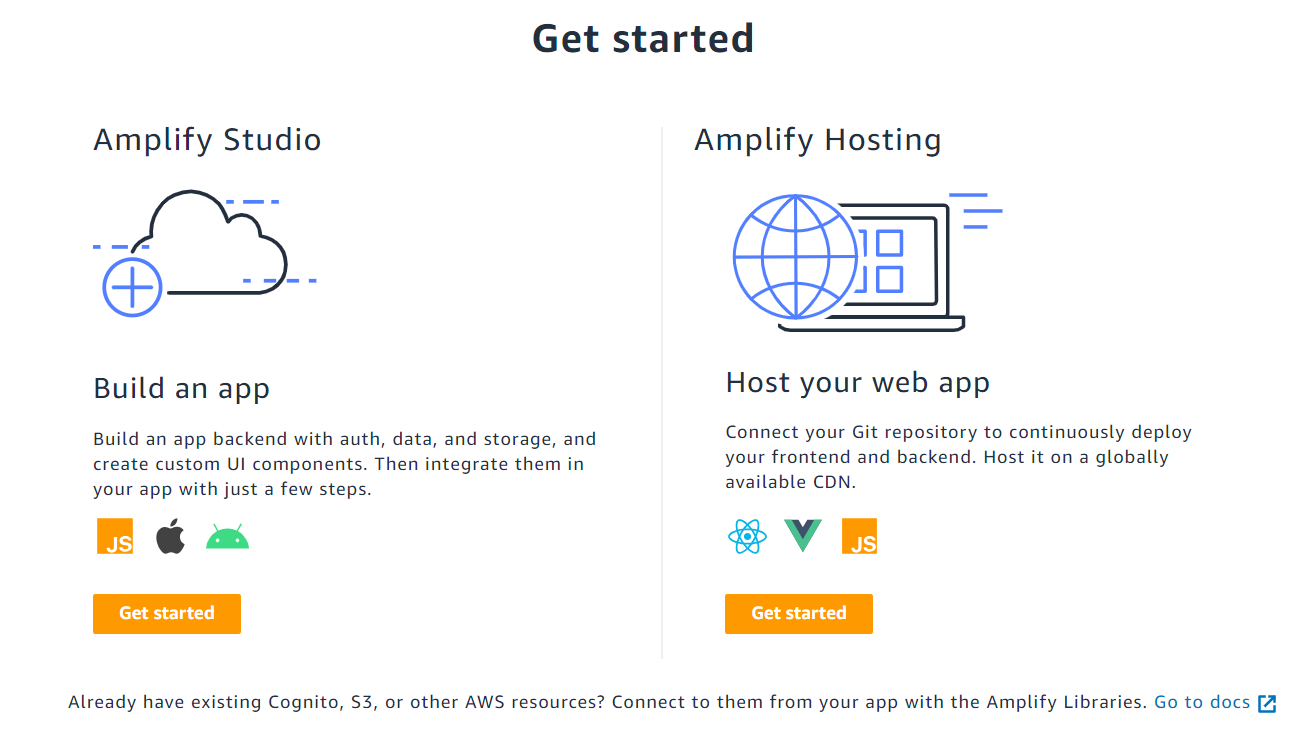 Get started
Amplify Studio
Build an app
Build an app backend with auth, data, and storage, and
create custom UI components. Then integrate them in
your app with just a few steps.
JS
Get started
Amplify Hosting
Host your web app
Connect your Git repository to continuously deploy
your frontend and backend. Host it on a globally
available CDN.
JS
Get started
Already have existing Cognito, S3, or other AWS resources? Connect to them from your app with the Amplify Libraries. Go to docs